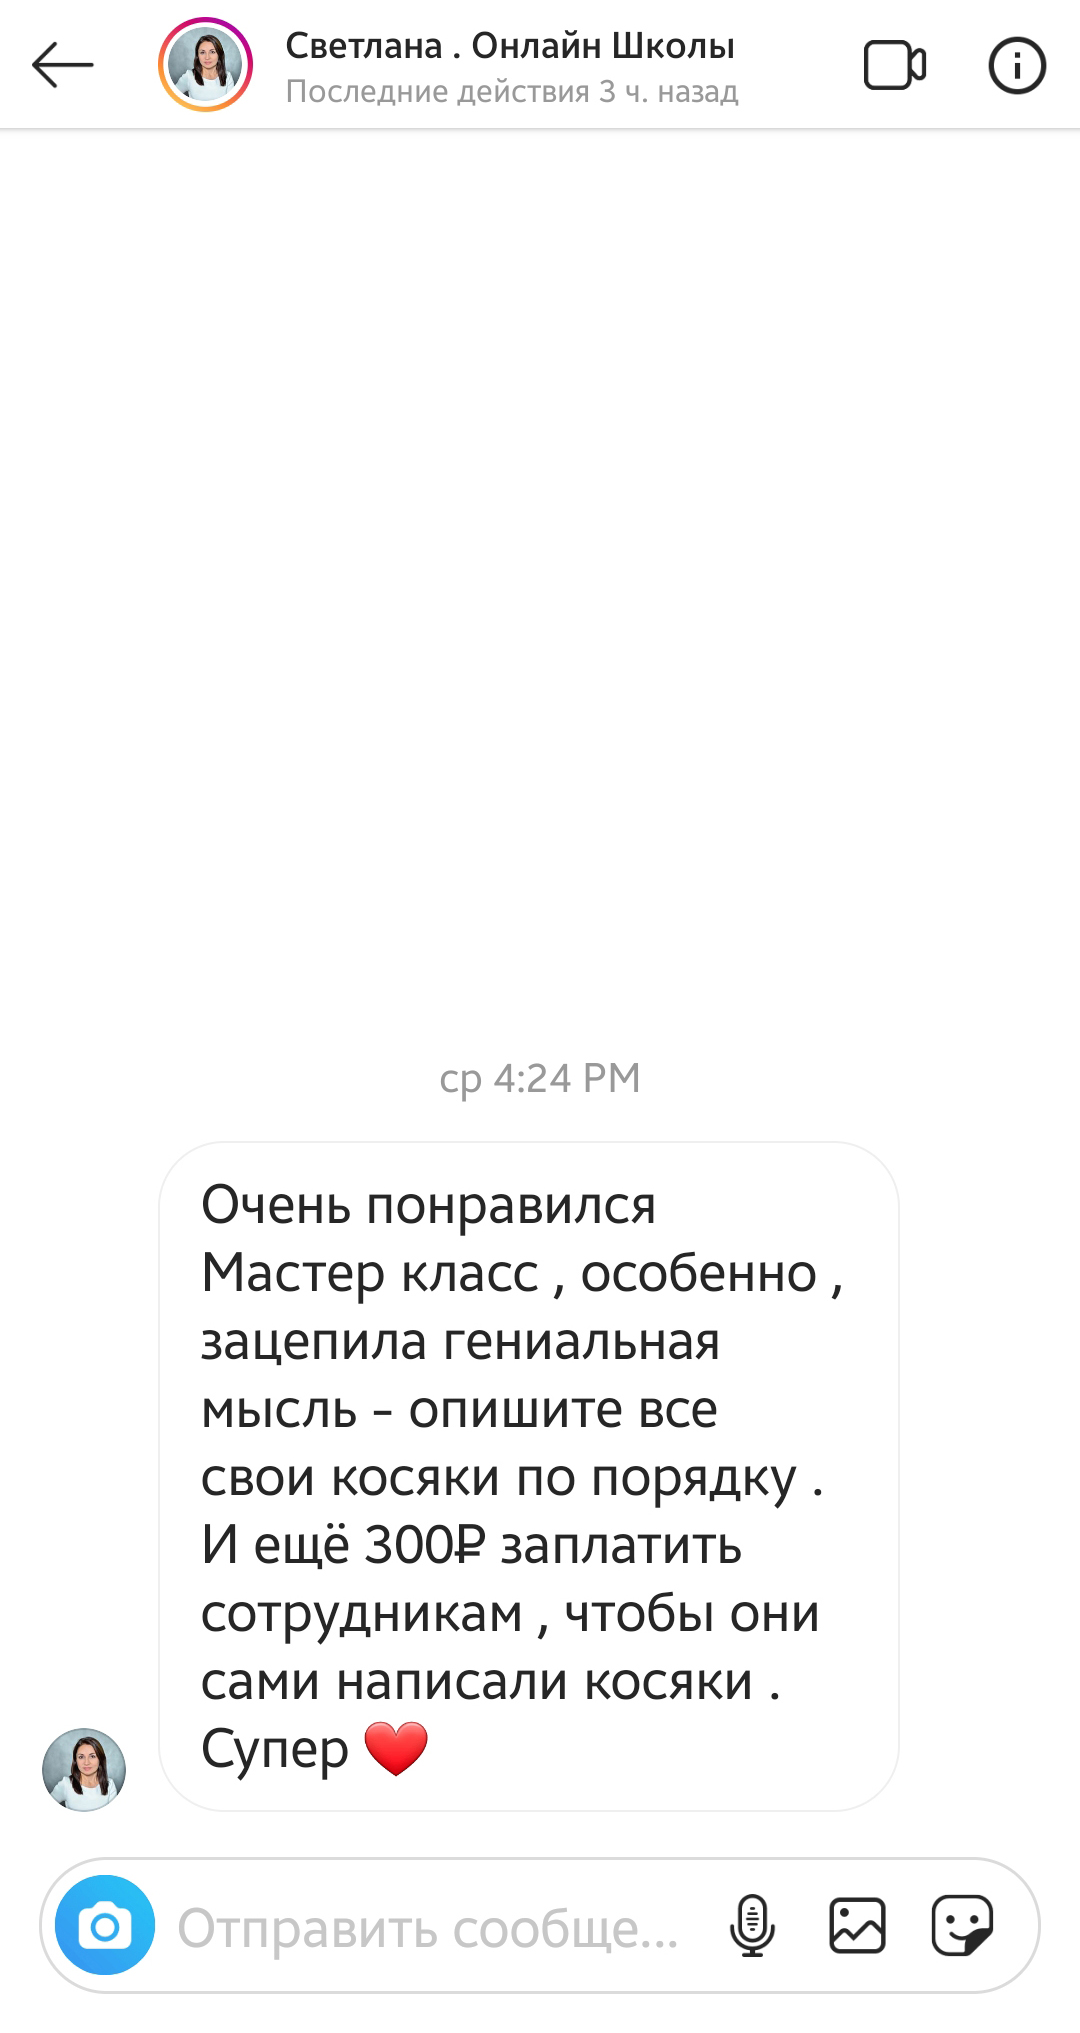 Светлана . Онлайн Школы
Последние действия 3 ч. назад
ср 4:24 PM
Очень понравился
Мастер класс , особенно ,
зацепила гениальная
мысль - опишите все
свои косяки по порядку .
И ещё 300₽ заплатить
сотрудникам , чтобы они
сами написали косяки .
Супер ❤️
Отправить сообще...